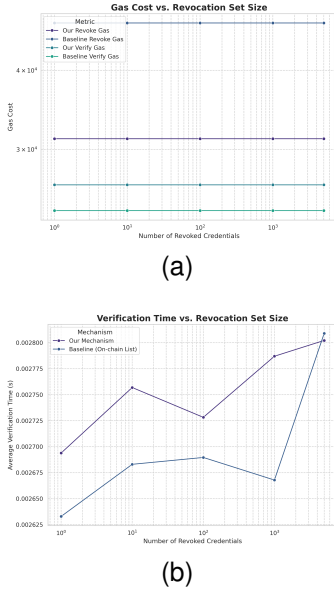 Gas Cost vs. Revocation Set Size
Metric
Our Revoke Gas
Baseline Revoke Gas
Our Verify Gas
Baseline Verify Gas
4 × 10⁴
3 × 10⁴
Gas Cost
10⁰ 10¹ 10² 10³
Number of Revoked Credentials
(a)
Verification Time vs. Revocation Set Size
Mechanism
Our Mechanism
Baseline (On-chain List)
0.002800
0.002775
0.002750
0.002725
0.002700
0.002675
0.002650
0.002625
Average Verification Time (s)
10⁰ 10¹ 10² 10³
Number of Revoked Credentials
(b)